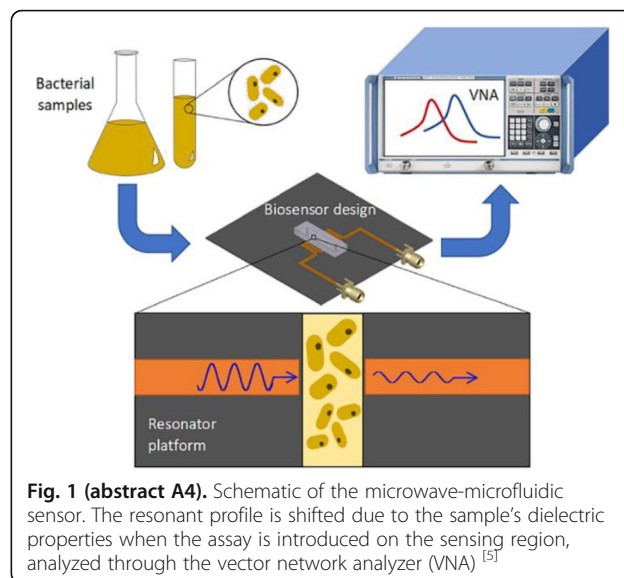 Bacterial
samples
VNA
Biosensor design
Resonator
platform
Fig. 1 (abstract A4). Schematic of the microwave-microfluidic
sensor. The resonant profile is shifted due to the sample's dielectric
properties when the assay is introduced on the sensing region,
analyzed through the vector network analyzer (VNA) [5]